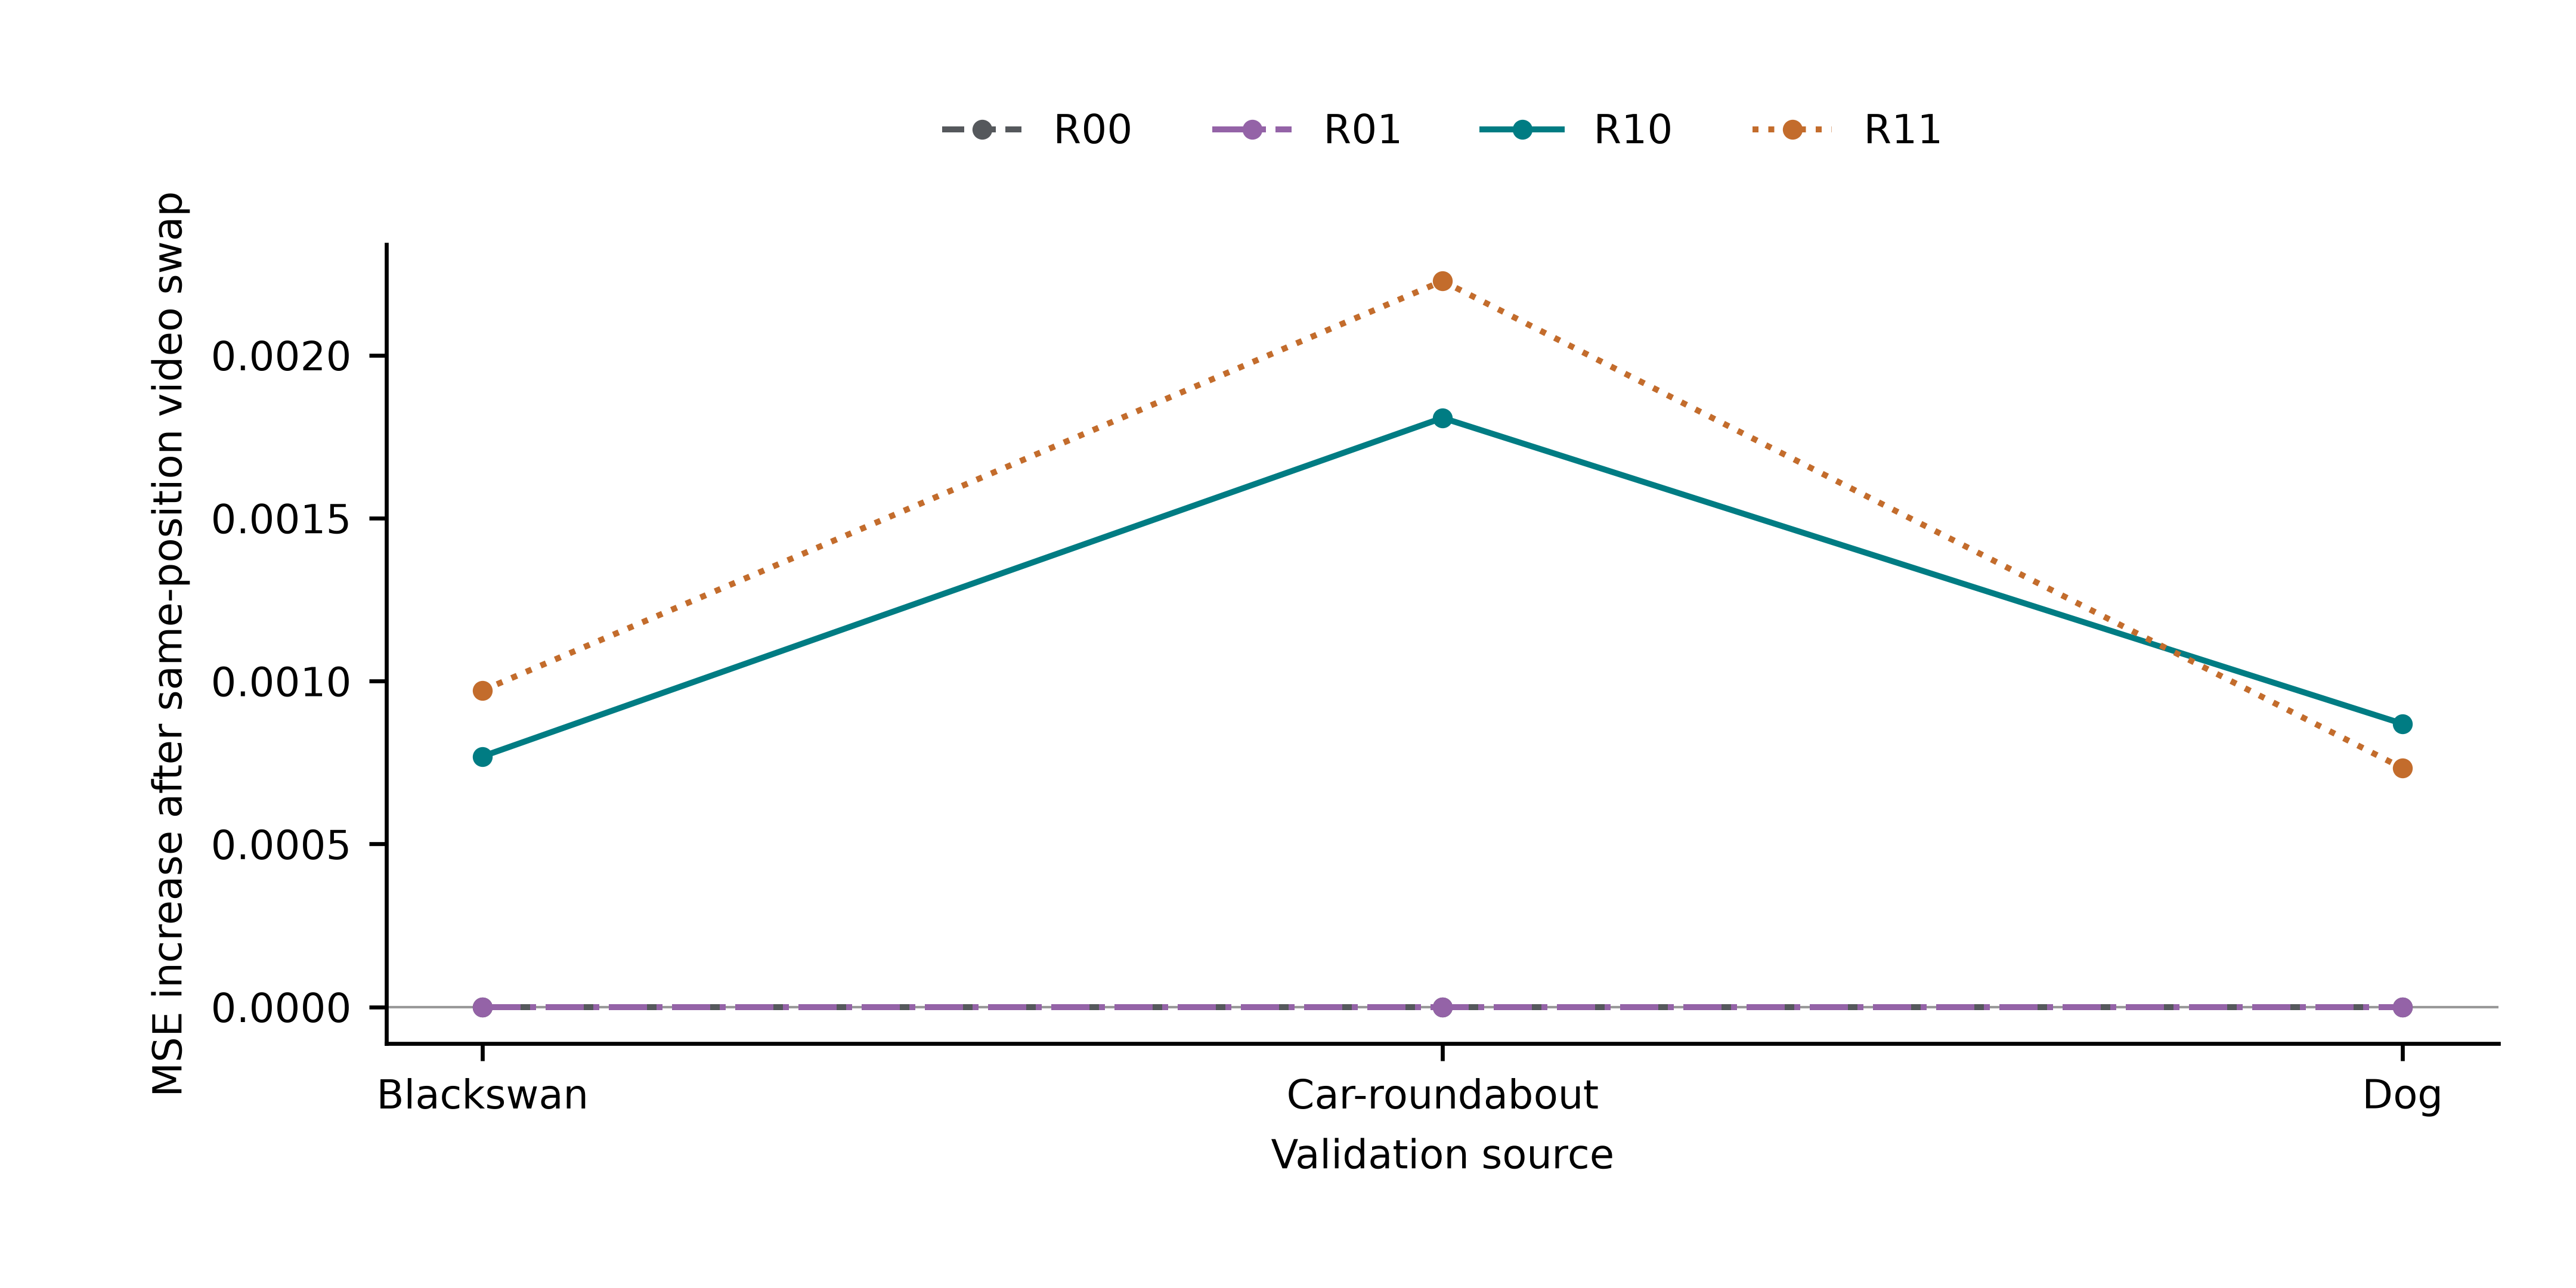 R00 R01 R10 R11
MSE increase after same-position video swap
0.0020
0.0015
0.0010
0.0005
0.0000
Blackswan Car-roundabout Dog
Validation source